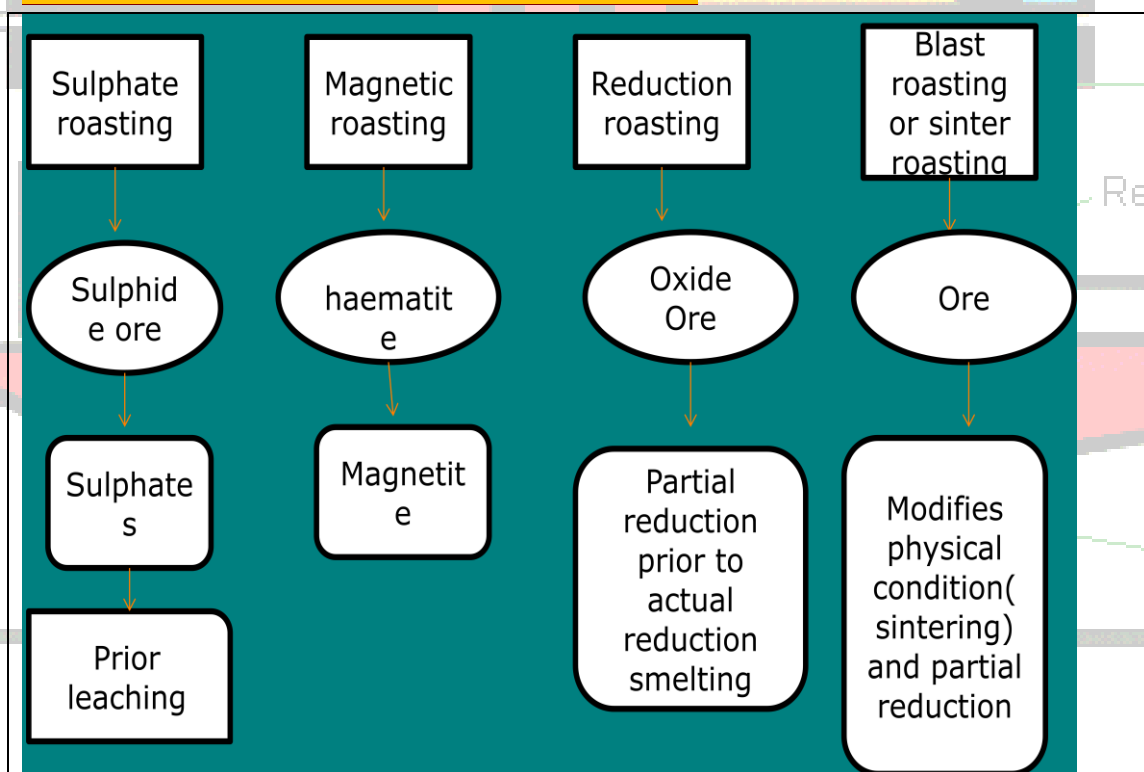 Sulphate
roasting
Magnetic
roasting
Reduction
roasting
Blast
roasting
or sinter
roasting
Re
Sulphid
e ore
haematit
e
Oxide
Ore
Ore
Sulphate
s
Magnetit
e
Partial
reduction
prior to
actual
reduction
smelting
Modifies
physical
condition(
sintering)
and partial
reduction
Prior
leaching